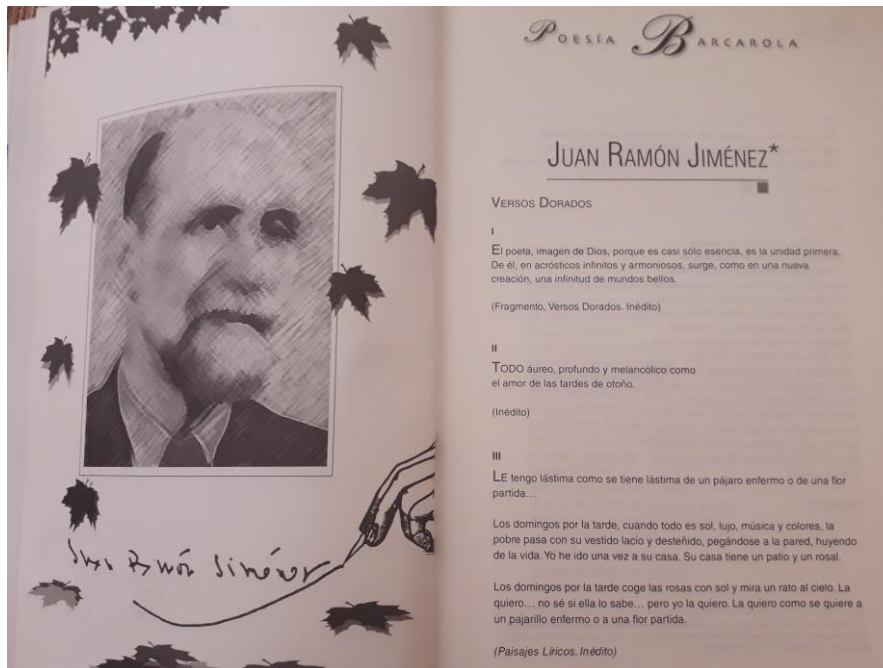 Juan Ramón Jiménez
POESÍA BARCAROLA
JUAN RAMÓN JIMÉNEZ*
VERSOS DORADOS
I
El poeta, imagen de Dios, porque es casi sólo esencia, es la unidad primera.
De él, en acrósticos infinitos y armoniosos, surge, como en una nueva
creación, una infinitud de mundos bellos.
(Fragmento, Versos Dorados. Inédito)
II
TODO áureo, profundo y melancólico como
el amor de las tardes de otoño.
(Inédito)
III
LE tengo lástima como se tiene lástima de un pájaro enfermo o de una flor
partida…
Los domingos por la tarde, cuando todo es sol, lujo, música y colores, la
pobre pasa con su vestido lacio y desteñido, pegándose a la pared, huyendo
de la vida. Yo he ido una vez a su casa. Su casa tiene un patio y un rosal.
Los domingos por la tarde coge las rosas con sol y mira un rato al cielo. La
quiero… no sé si ella lo sabe… pero yo la quiero. La quiero como se quiere a
un pajarillo enfermo o a una flor partida.
(Paisajes Líricos. Inédito)